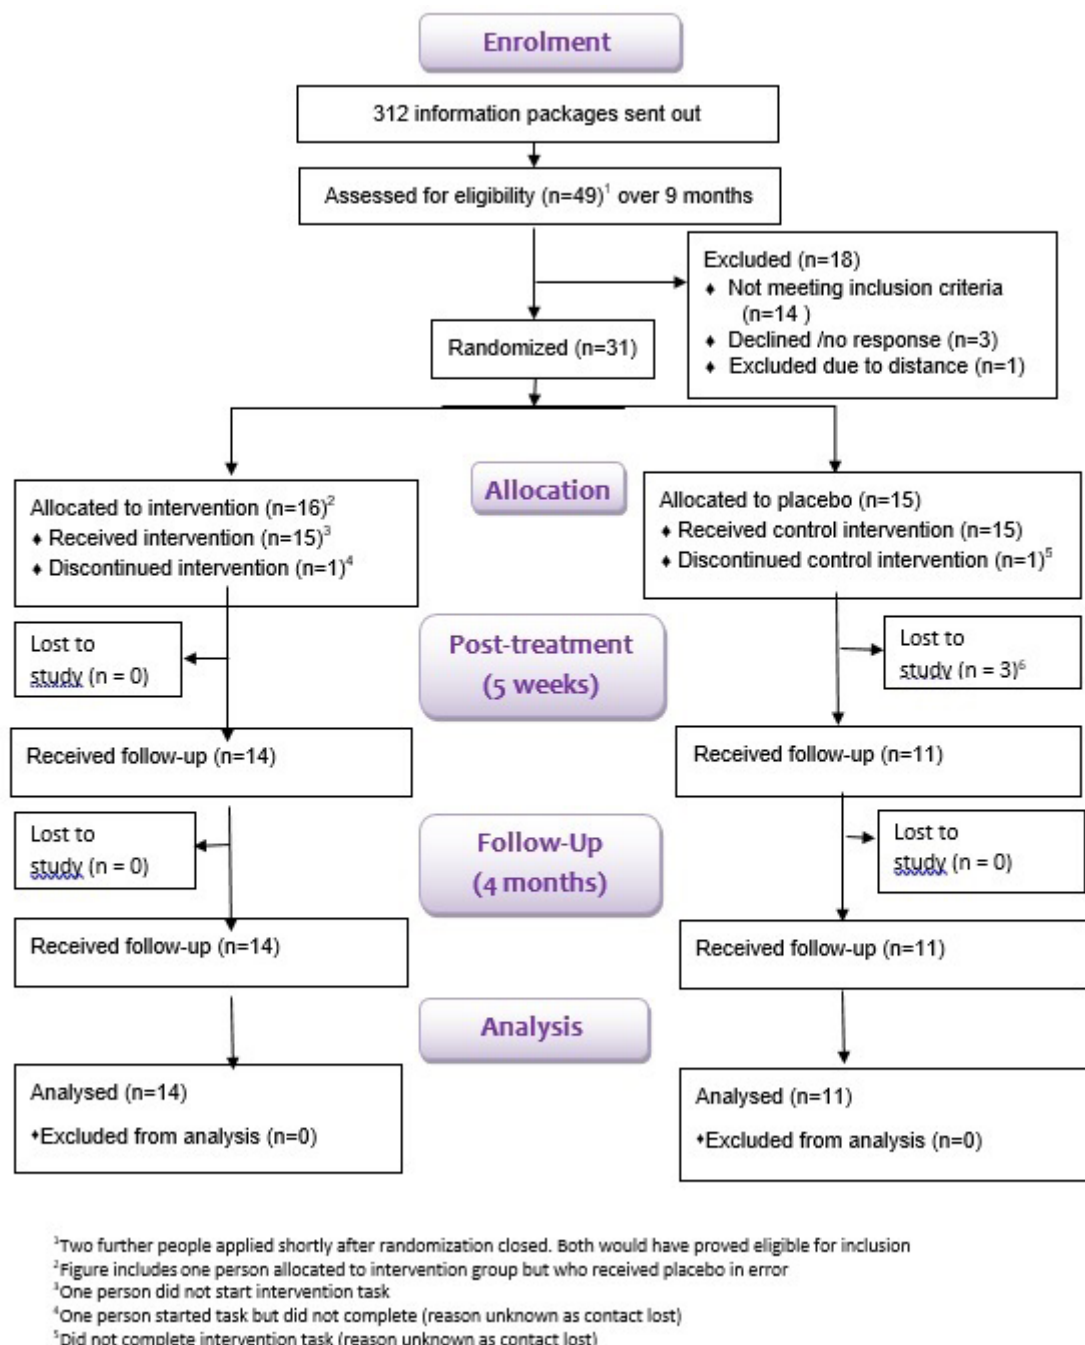 Enrolment
312 information packages sent out
Assessed for eligibility (n=49)¹ over 9 months
Excluded (n=18)
♦ Not meeting inclusion criteria
(n=14 )
♦ Declined /no response (n=3)
♦ Excluded due to distance (n=1)
Randomized (n=31)
Allocation
Allocated to intervention (n=16)²
♦ Received intervention (n=15)³
♦ Discontinued intervention (n=1)⁴
Allocated to placebo (n=15)
♦ Received control intervention (n=15)
♦ Discontinued control intervention (n=1)⁵
Post-treatment
(5 weeks)
Lost to
study (n = 0)
Lost to
study (n = 3)⁶
Received follow-up (n=14)
Received follow-up (n=11)
Follow-Up
(4 months)
Lost to
study (n = 0)
Lost to
study (n = 0)
Received follow-up (n=14)
Received follow-up (n=11)
Analysis
Analysed (n=14)
♦Excluded from analysis (n=0)
Analysed (n=11)
♦Excluded from analysis (n=0)
¹Two further people applied shortly after randomization closed. Both would have proved eligible for inclusion
²Figure includes one person allocated to intervention group but who received placebo in error
³One person did not start intervention task
⁴One person started task but did not complete (reason unknown as contact lost)
⁵Did not complete intervention task (reason unknown as contact lost)